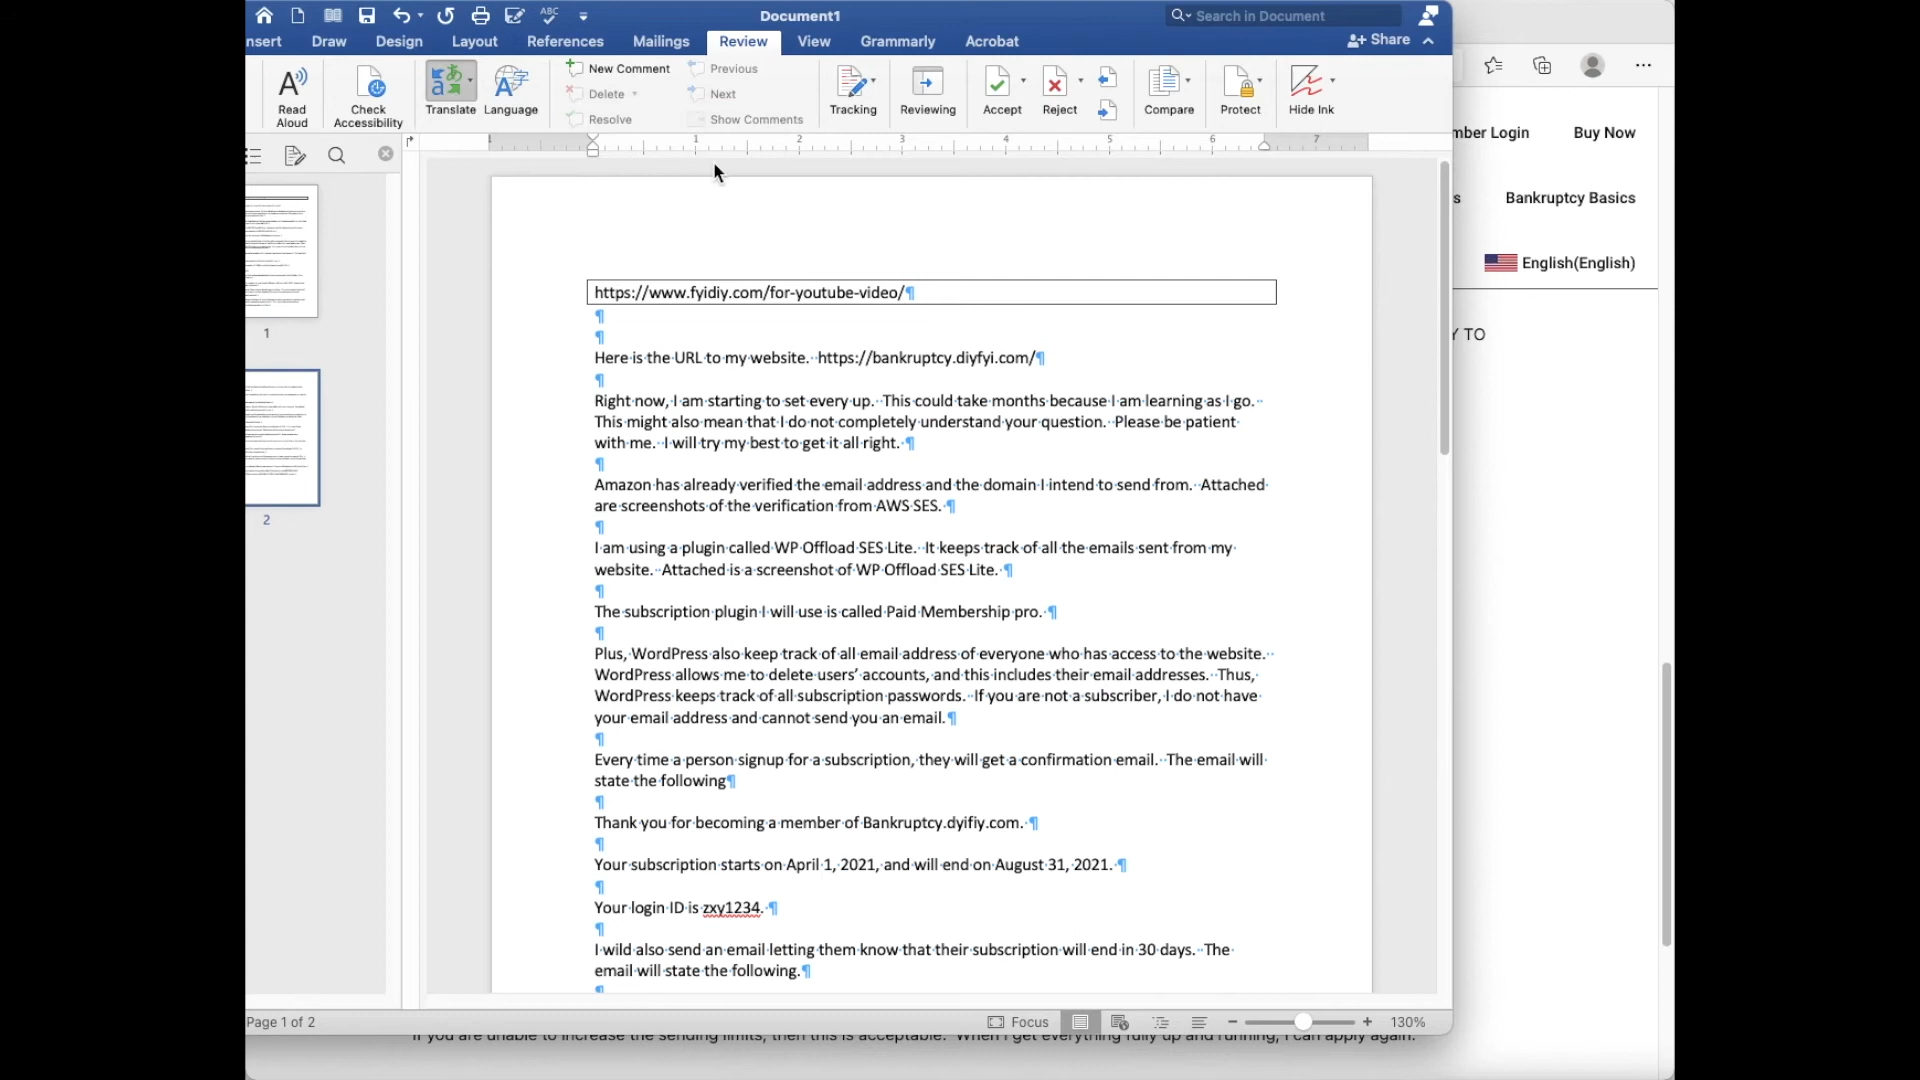 Document1
Search in Document
nsert Draw Design Layout References Mailings Review View Grammarly Acrobat Share
Read Aloud
Check Accessibility
Translate
Language
New Comment
Delete
Resolve
Previous
Next
Show Comments
Tracking
Reviewing
Accept
Reject
Compare
Protect
Hide Ink
ABC
1 1 2 3 4 5 6 7
1
2
https://www.fyidiy.com/for-youtube-video/¶
¶
¶
Here is the URL to my website.  https://bankruptcy.diyfyi.com/¶
¶
Right now, I am starting to set every up.  This could take months because I am learning as I go.
This might also mean that I do not completely understand your question.  Please be patient
with me.  I will try my best to get it all right. ¶
¶
Amazon has already verified the email address and the domain I intend to send from.  Attached
are screenshots of the verification from AWS SES. ¶
¶
I am using a plugin called WP Offload SES Lite.  It keeps track of all the emails sent from my
website.  Attached is a screenshot of WP Offload SES Lite. ¶
¶
The subscription plugin I will use is called Paid Membership pro. ¶
¶
Plus, WordPress also keep track of all email address of everyone who has access to the website.
WordPress allows me to delete users' accounts, and this includes their email addresses.  Thus,
WordPress keeps track of all subscription passwords.  If you are not a subscriber, I do not have
your email address and cannot send you an email. ¶
¶
Every time a person signup for a subscription, they will get a confirmation email.  The email will
state the following¶
¶
Thank you for becoming a member of Bankruptcy.dyifiy.com. ¶
¶
Your subscription starts on April 1, 2021, and will end on August 31, 2021. ¶
¶
Your login ID is zxy1234. ¶
¶
I wild also send an email letting them know that their subscription will end in 30 days.  The
email will state the following.¶
¶
Page 1 of 2
Focus
130%
mber Login Buy Now
s Bankruptcy Basics
English(English)
Y TO
If you are unable to increase the sending limits, then this is acceptable.  When I get everything fully up and running, I can apply again.